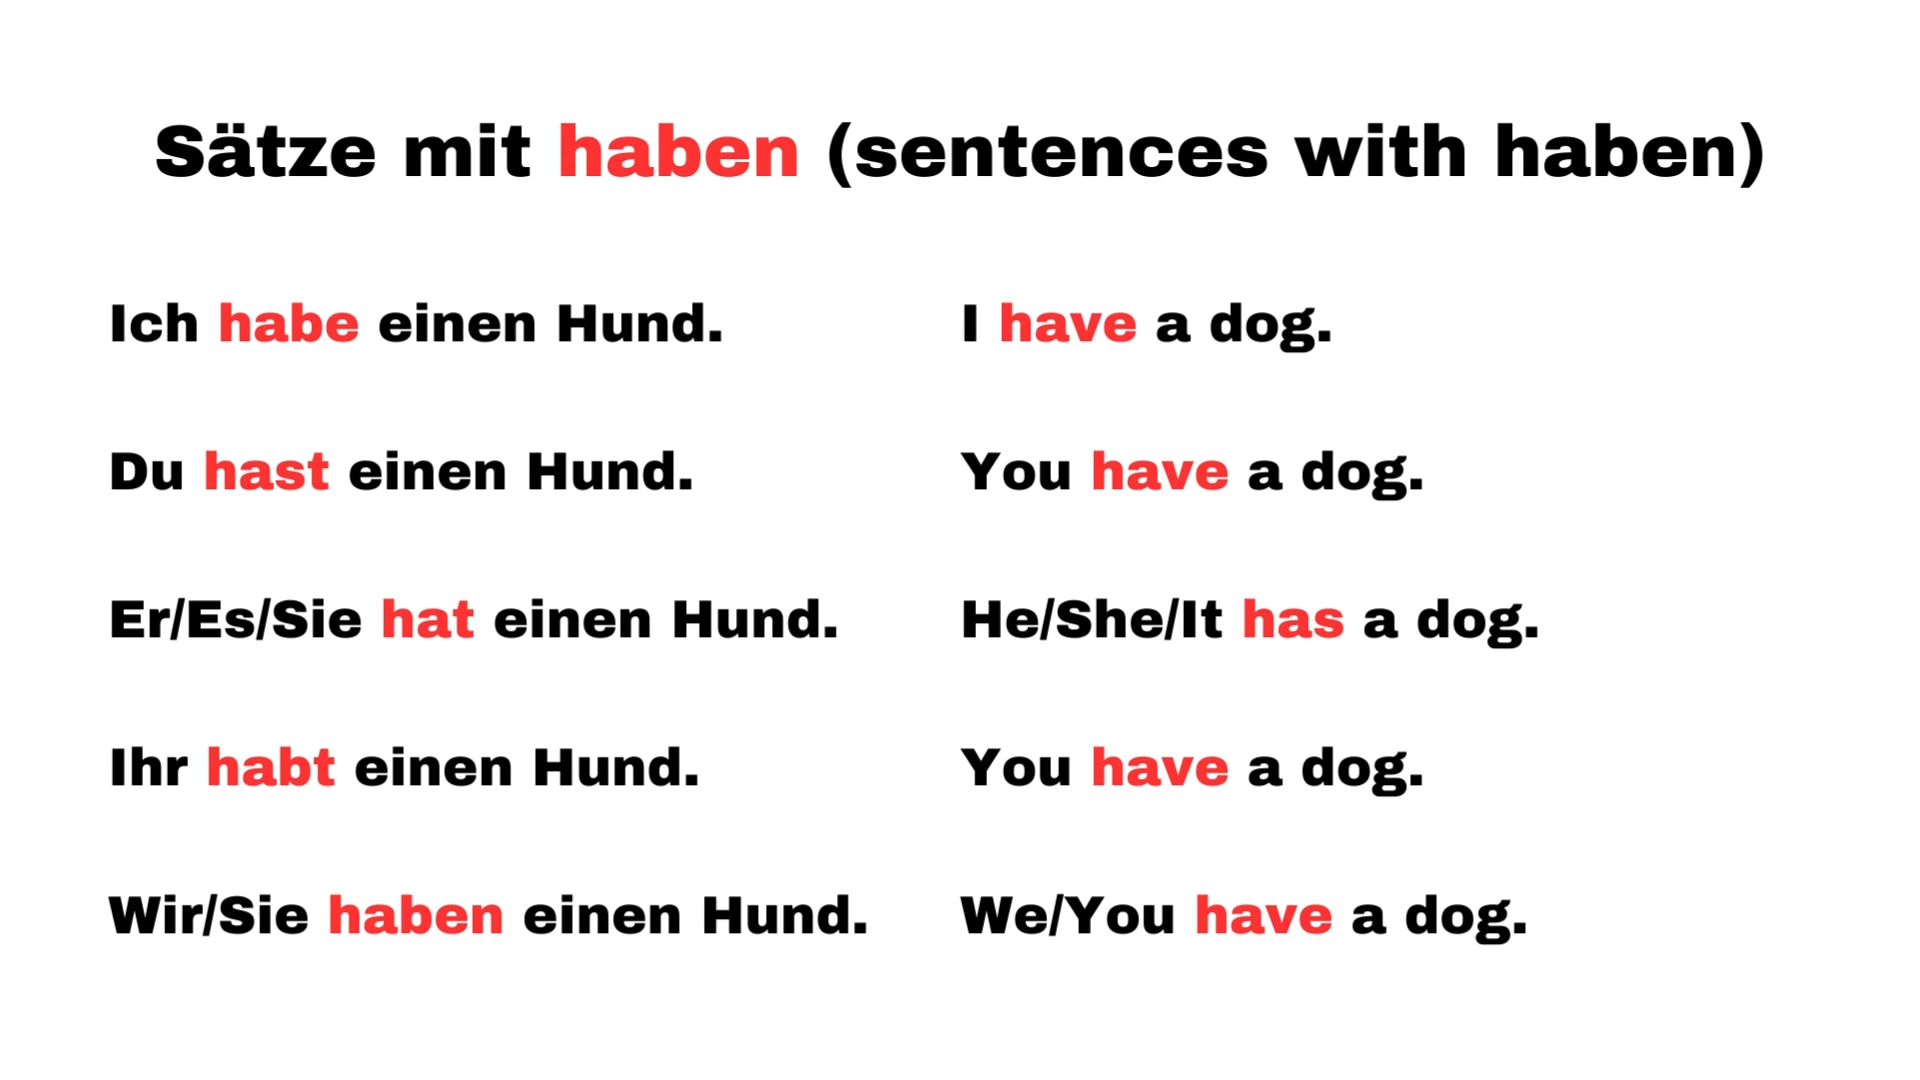 Sätze mit haben (sentences with haben)
Ich habe einen Hund.
I have a dog.
Du hast einen Hund.
You have a dog.
Er/Es/Sie hat einen Hund.
He/She/It has a dog.
Ihr habt einen Hund.
You have a dog.
Wir/Sie haben einen Hund.
We/You have a dog.